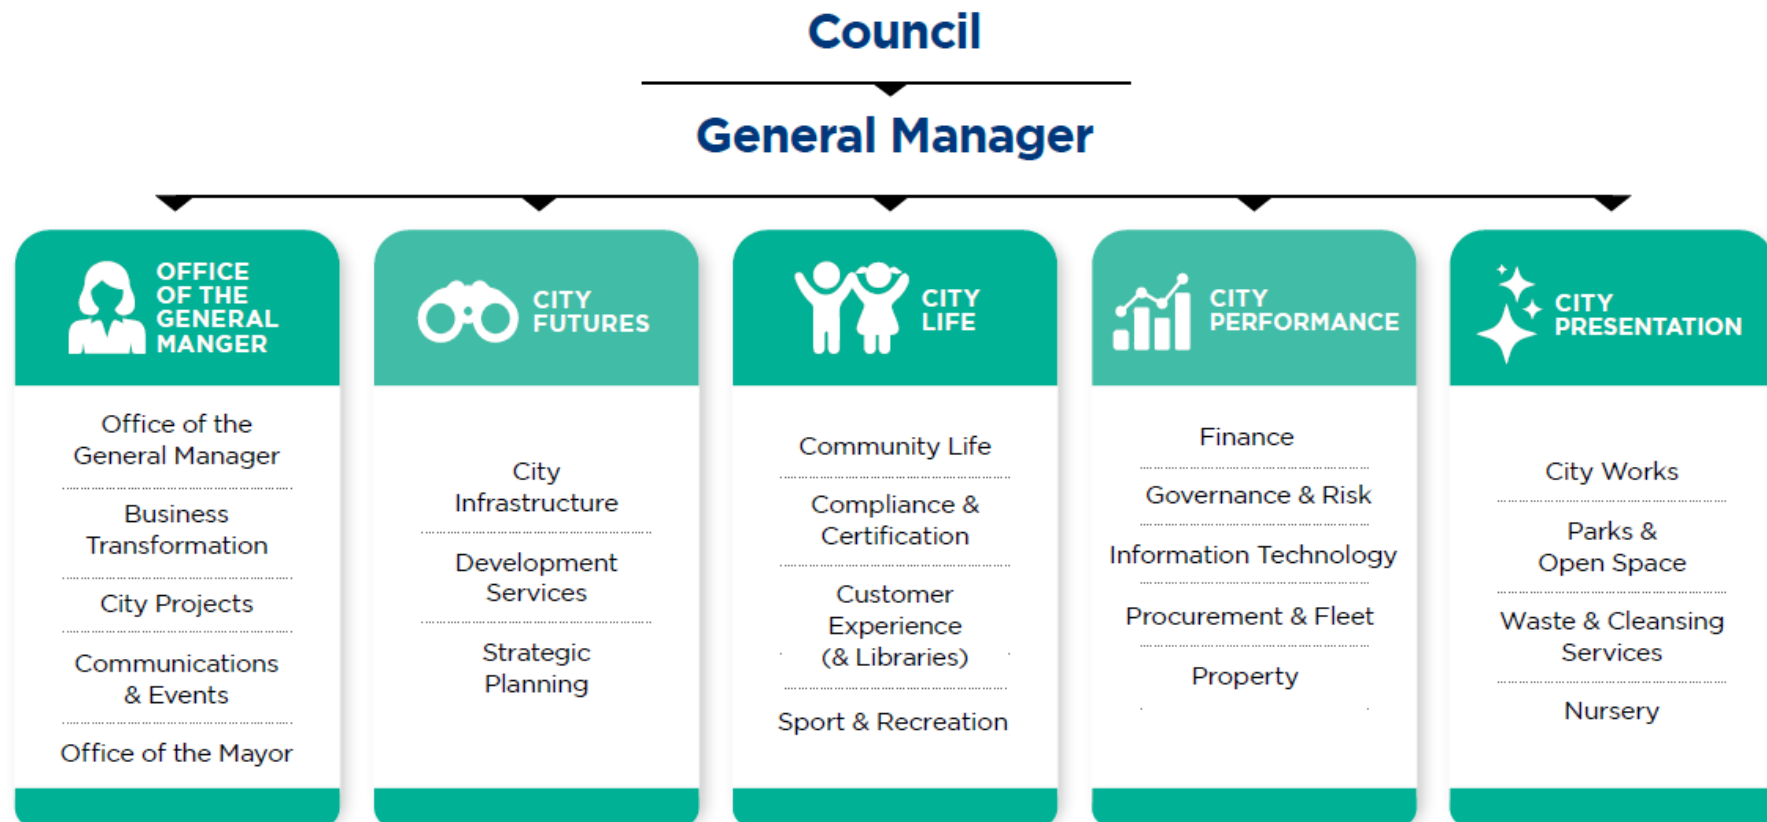 Council
General Manager
OFFICE
OF THE
GENERAL
MANGER
Office of the
General Manager
Business
Transformation
City Projects
Communications
& Events
Office of the Mayor
CITY
FUTURES
City
Infrastructure
Development
Services
Strategic
Planning
CITY
LIFE
Community Life
Compliance &
Certification
Customer
Experience
(& Libraries)
Sport & Recreation
CITY
PERFORMANCE
Finance
Governance & Risk
Information Technology
Procurement & Fleet
Property
CITY
PRESENTATION
City Works
Parks &
Open Space
Waste & Cleansing
Services
Nursery